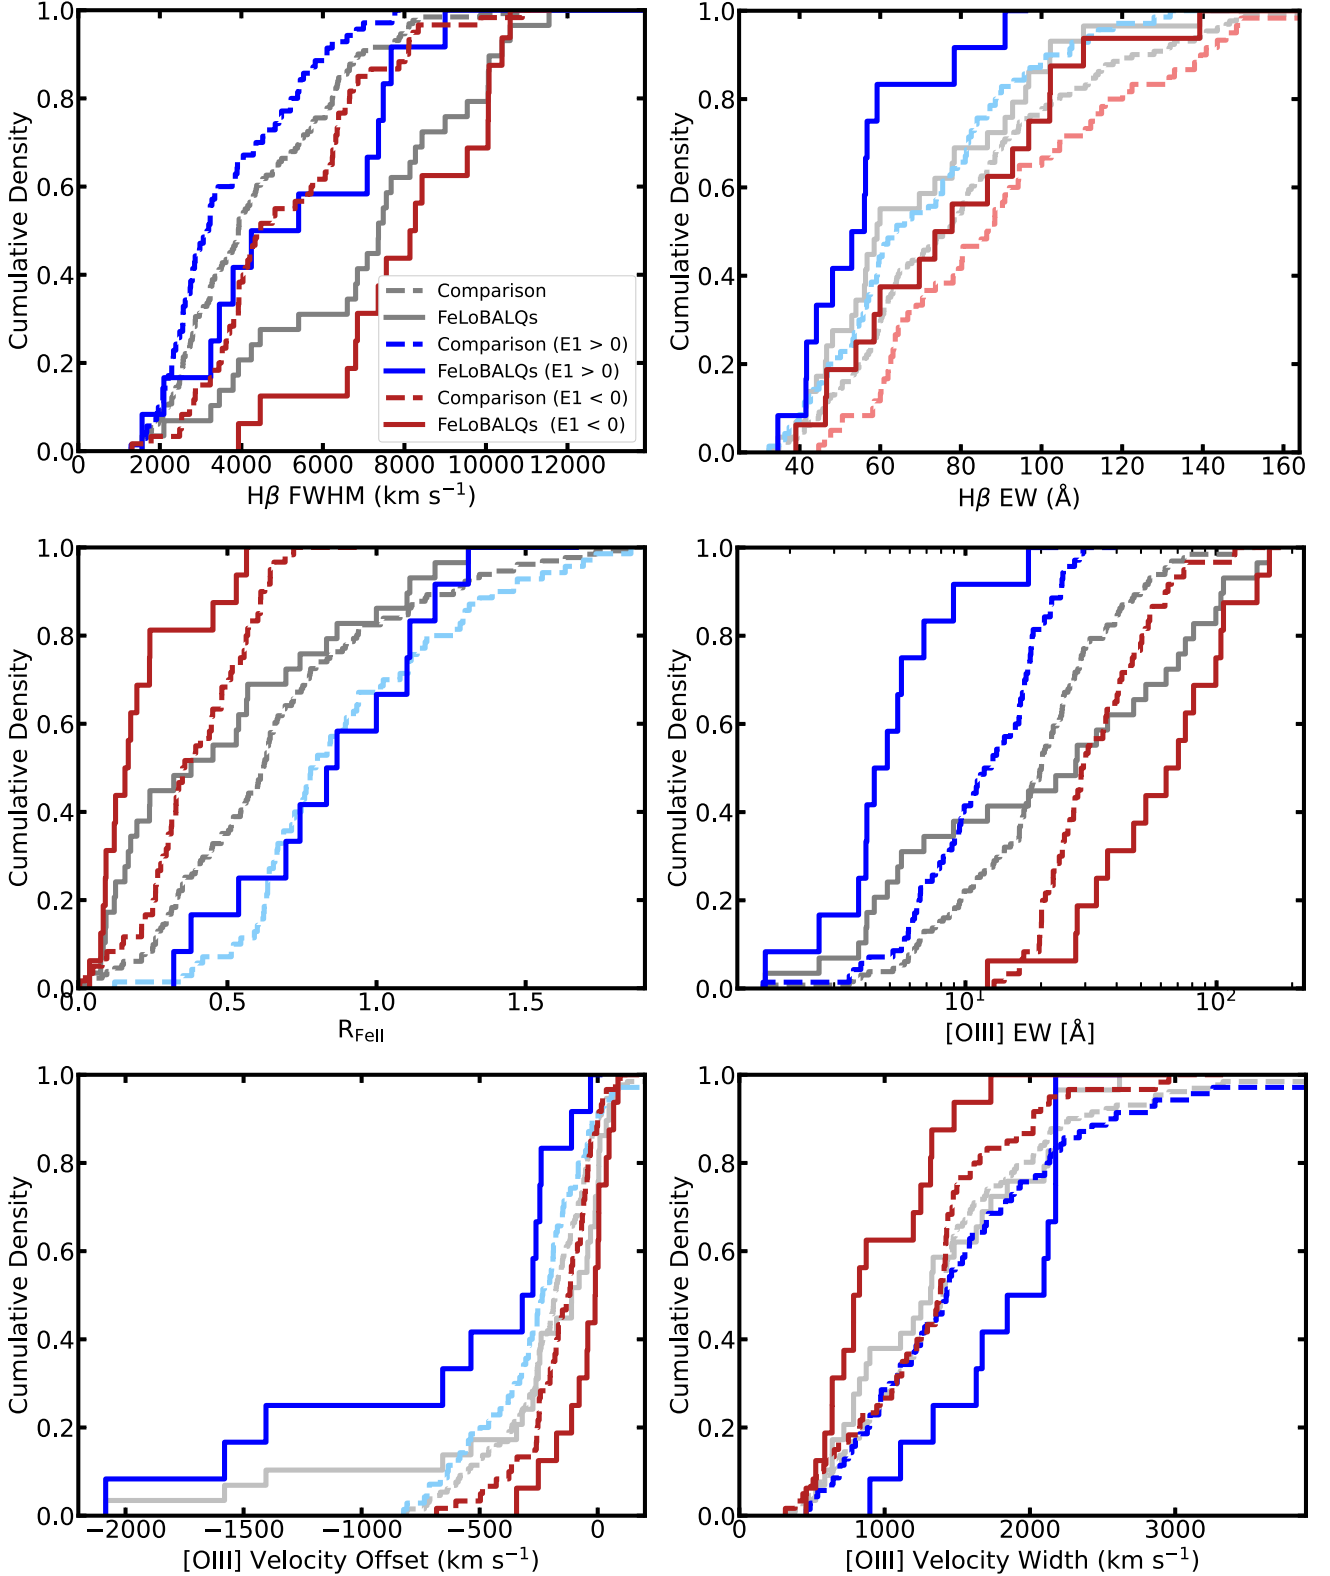 1.0
0.8
0.6
0.4
0.2
0.0
Cumulative Density
0 2000 4000 6000 8000 10000 12000
Hβ FWHM (km s⁻¹)
Comparison
FeLoBALQs
Comparison (E1 > 0)
FeLoBALQs (E1 > 0)
Comparison (E1 < 0)
FeLoBALQs (E1 < 0)
1.0
0.8
0.6
0.4
0.2
0.0
Cumulative Density
40 60 80 100 120 140 160
Hβ EW (Å)
1.0
0.8
0.6
0.4
0.2
0.0
Cumulative Density
0.0 0.5 1.0 1.5
R_FeII
1.0
0.8
0.6
0.4
0.2
0.0
Cumulative Density
10¹ 10²
[OIII] EW [Å]
1.0
0.8
0.6
0.4
0.2
0.0
Cumulative Density
−2000 −1500 −1000 −500 0
[OIII] Velocity Offset (km s⁻¹)
1.0
0.8
0.6
0.4
0.2
0.0
Cumulative Density
0 1000 2000 3000
[OIII] Velocity Width (km s⁻¹)